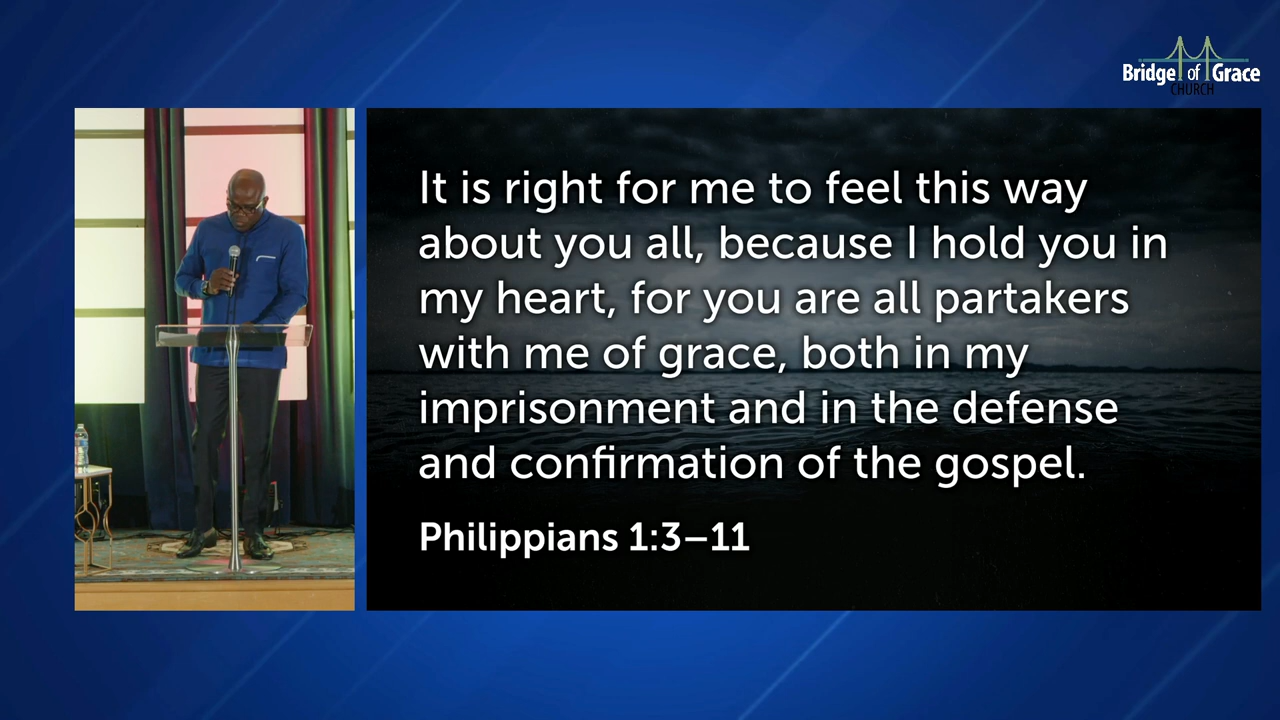 Bridge of Grace
CHURCH
It is right for me to feel this way
about you all, because I hold you in
my heart, for you are all partakers
with me of grace, both in my
imprisonment and in the defense
and confirmation of the gospel.
Philippians 1:3–11